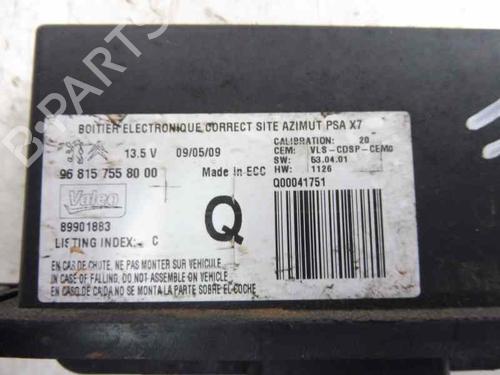 BOITIER ELECTRONIQUE CORRECT SITE AZIMUT PSA X7
13.5 V 09/05/09
CALIBRATION: 20
CEM: VLS-CDSP-CEM0
96 815 755 80 00 Made in ECC
SW: 53.04.01
HW: 1126
Valeo
Q
Q00041751
89901883
LISTING INDEX: C
EN CAS DE CHUTE, NE PAS MONTER SUR VEHICULE
IN CASE OF FALLING, DO NOT ASSEMBLE ON VEHICLE
EN CASO DE CAIDA NO SE MONTA LA PARTE SOBRE EL COCHE